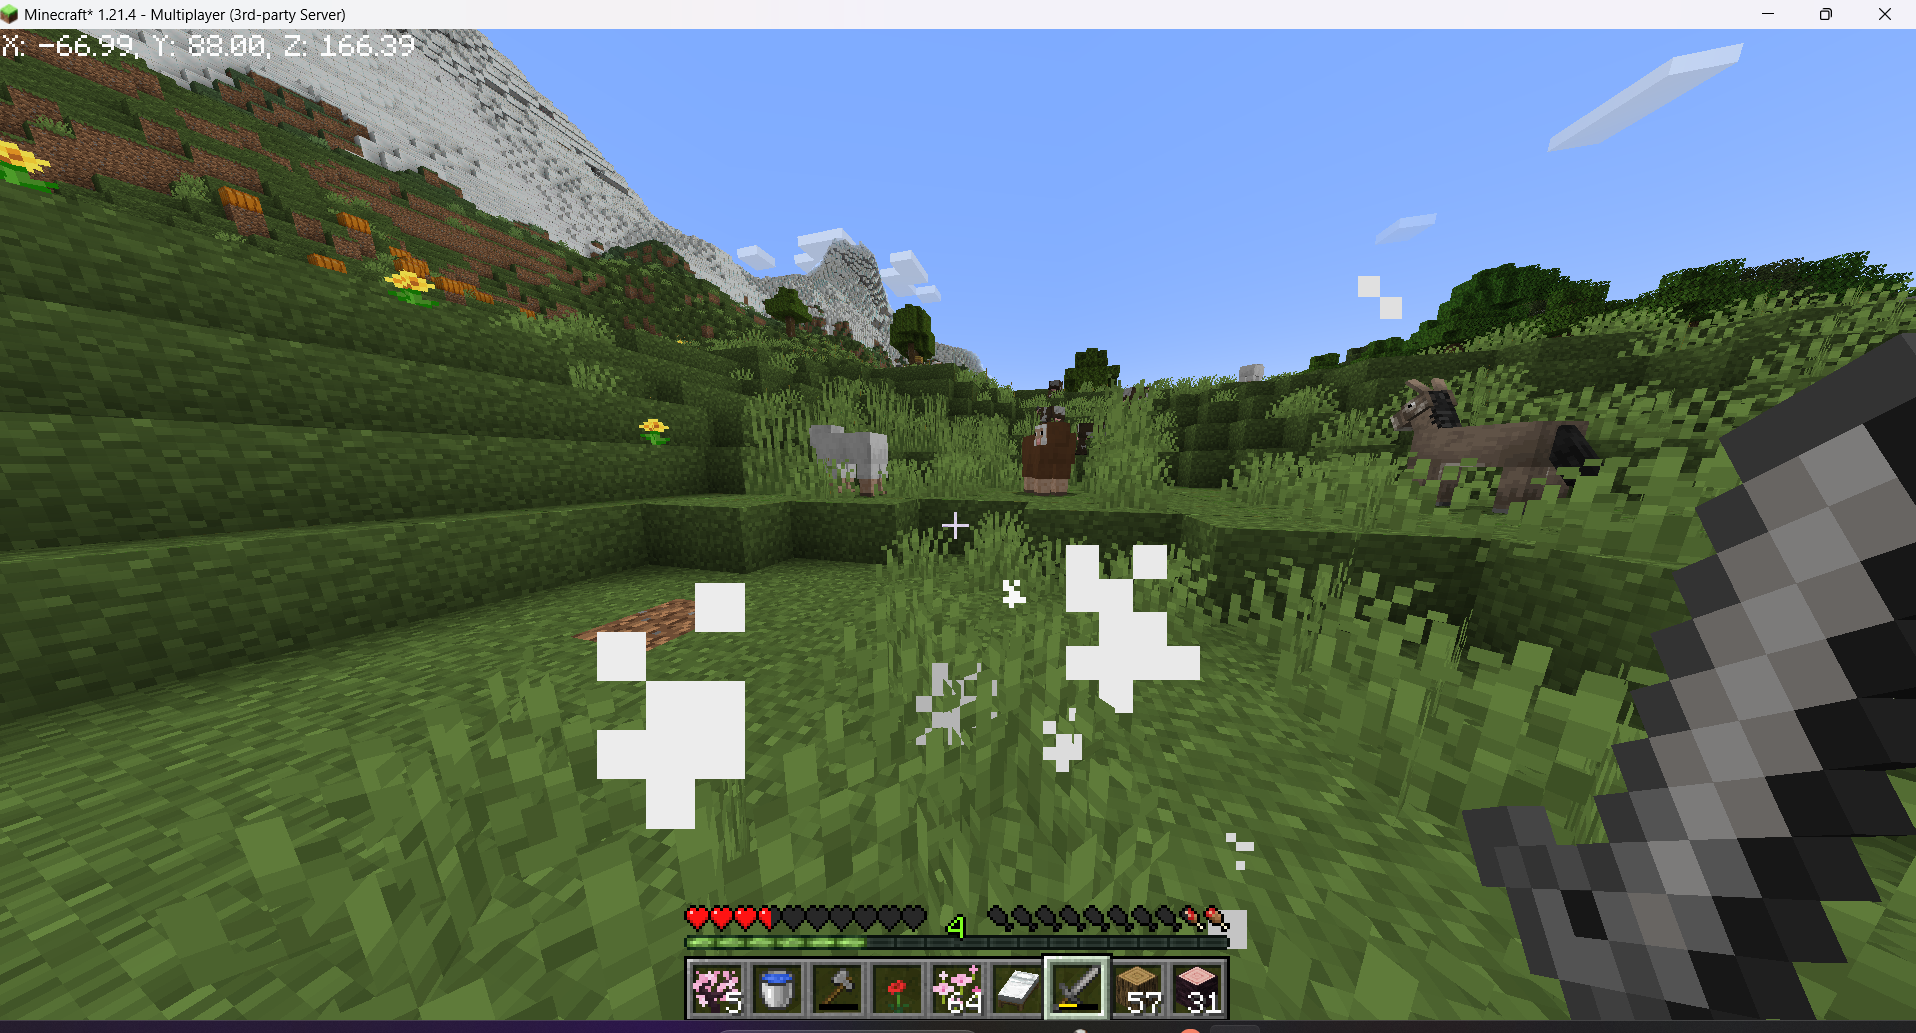 Minecraft* 1.21.4 - Multiplayer (3rd-party Server)
X: -66.99, Y: 88.00, Z: 166.39
4
5 64 57 31